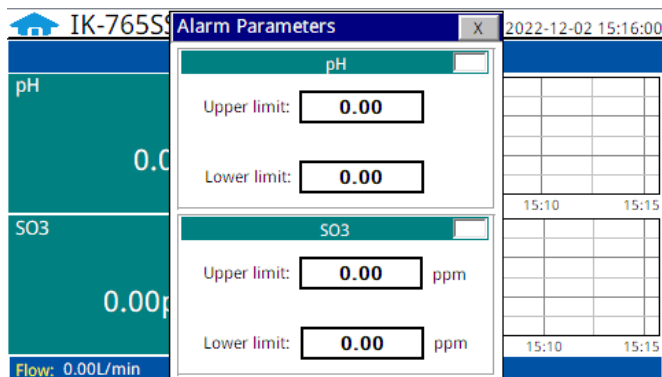 IK-765SS
Alarm Parameters
X
2022-12-02 15:16:00
pH
pH
Upper limit: 0.00
0.0
Lower limit: 0.00
15:10 15:15
SO3
SO3
Upper limit: 0.00 ppm
0.00p
Lower limit: 0.00 ppm
15:10 15:15
Flow: 0.00L/min